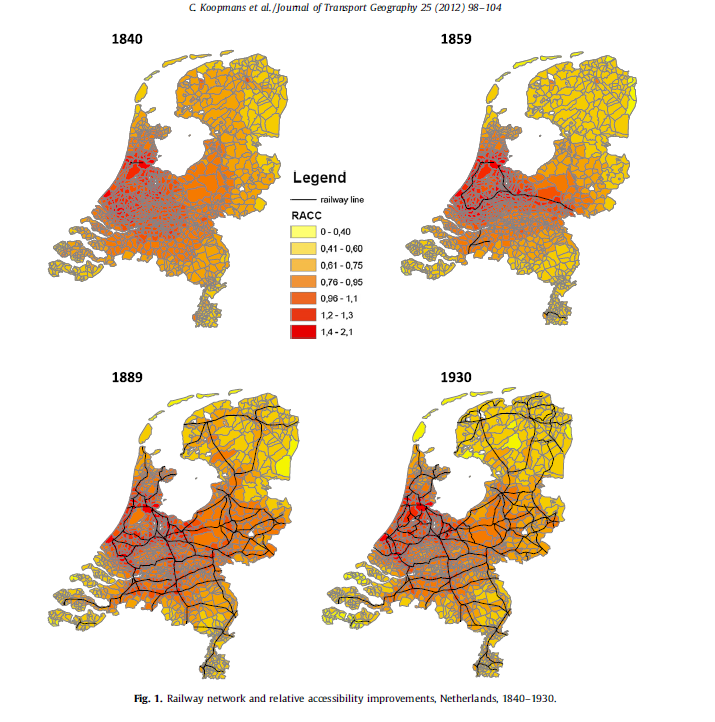 C. Koopmans et al. / Journal of Transport Geography 25 (2012) 98–104
1840
1859
Legend
railway line
RACC
0 - 0,40
0,41 - 0,60
0,61 - 0,75
0,76 - 0,95
0,96 - 1,1
1,2 - 1,3
1,4 - 2,1
1889
1930
Fig. 1. Railway network and relative accessibility improvements, Netherlands, 1840–1930.